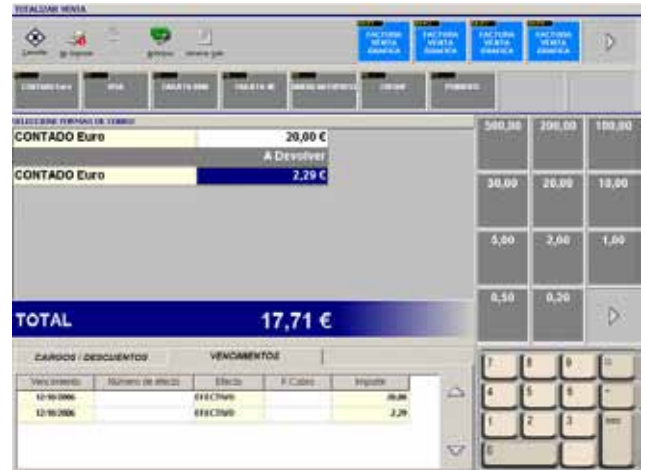 TOTALIZAR VENTA
FACTURA VENTA GRAFICA
FACTURA VENTA GRAFICA
FACTURA VENTA GRAFICA
FACTURA VENTA GRAFICA
CONTADO Euro
VISA
SELECCIONE FORMAS DE COBRO
CONTADO Euro 20,00 €
A Devolver
CONTADO Euro 2,29 €
500,00 200,00 100,00
50,00 20,00 10,00
5,00 2,00 1,00
0,50 0,20
TOTAL 17,71 €
CARGOS / DESCUENTOS VENCIMIENTOS
Vencimiento Número de efecto Efecto F.Cobro Importe
12/10/2006 EFECTIVO 20,00
12/10/2006 EFECTIVO 2,29
7 8 9
4 5 6 -
1 2 3
0